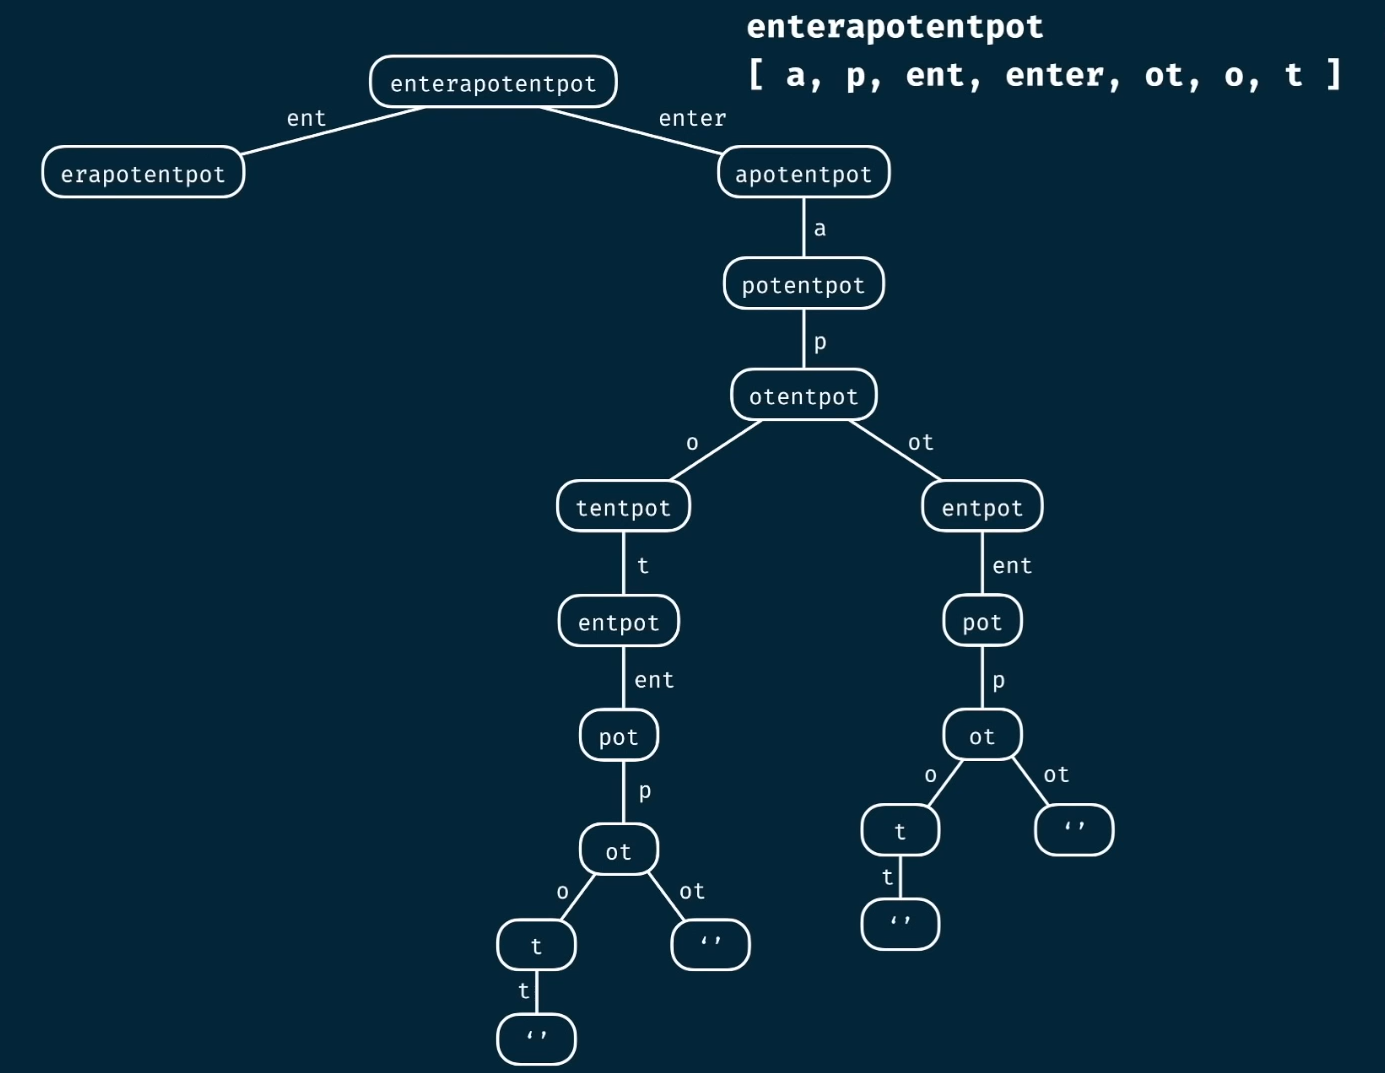 enterapotentpot
[ a, p, ent, enter, ot, o, t ]
enterapotentpot
ent
enter
erapotentpot
apotentpot
a
potentpot
p
otentpot
o
ot
tentpot
entpot
t
ent
entpot
pot
ent
p
pot
ot
p
o
ot
t
‘’
ot
t
o
ot
‘’
t
‘’
t
‘’